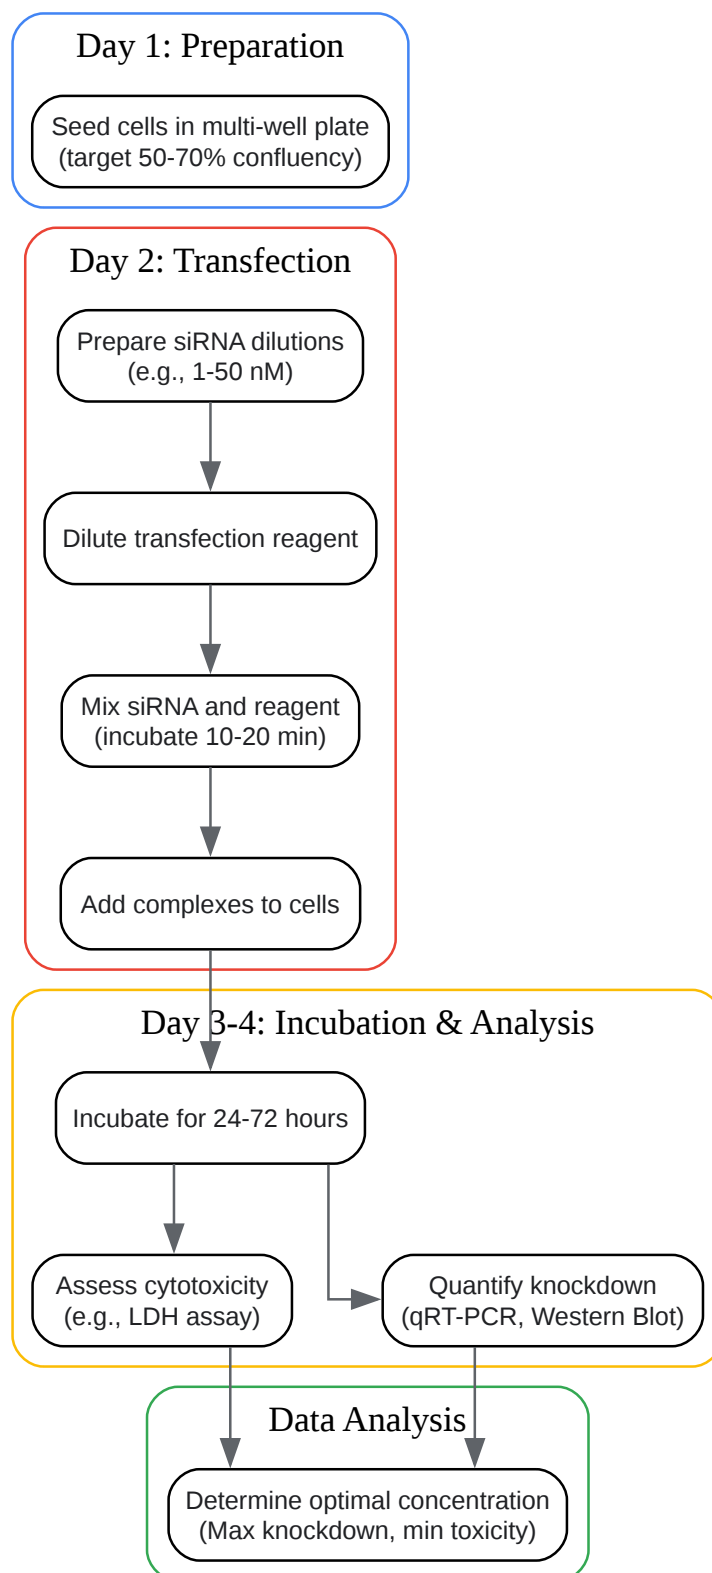 Day 1: Preparation
Seed cells in multi-well plate
(target 50-70% confluency)
Day 2: Transfection
Prepare siRNA dilutions
(e.g., 1-50 nM)
Dilute transfection reagent
Mix siRNA and reagent
(incubate 10-20 min)
Add complexes to cells
Day 3-4: Incubation & Analysis
Incubate for 24-72 hours
Assess cytotoxicity
(e.g., LDH assay)
Quantify knockdown
(qRT-PCR, Western Blot)
Data Analysis
Determine optimal concentration
(Max knockdown, min toxicity)